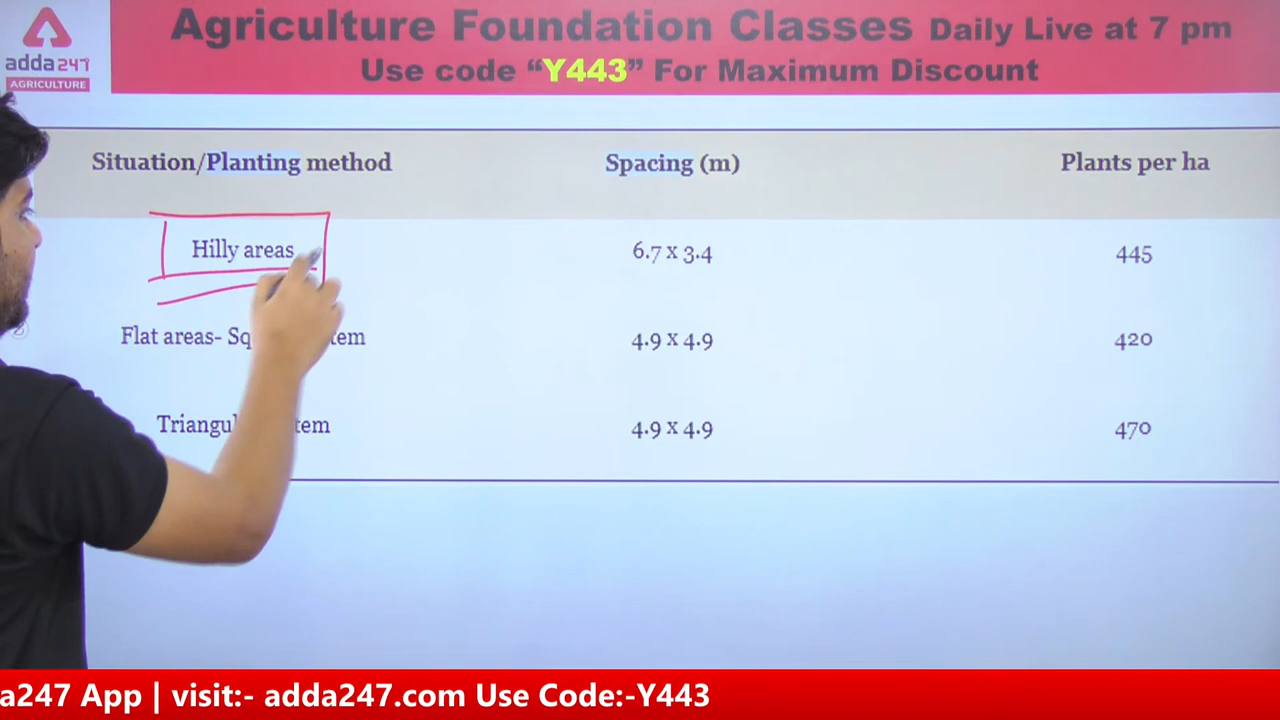 Agriculture Foundation Classes Daily Live at 7 pm
Use code “Y443” For Maximum Discount
adda247
AGRICULTURE
Situation/Planting method Spacing (m) Plants per ha
Hilly areas 6.7 x 3.4 445
Flat areas- Sq tem 4.9 x 4.9 420
Triangul tem 4.9 x 4.9 470
a247 App | visit:- adda247.com Use Code:-Y443